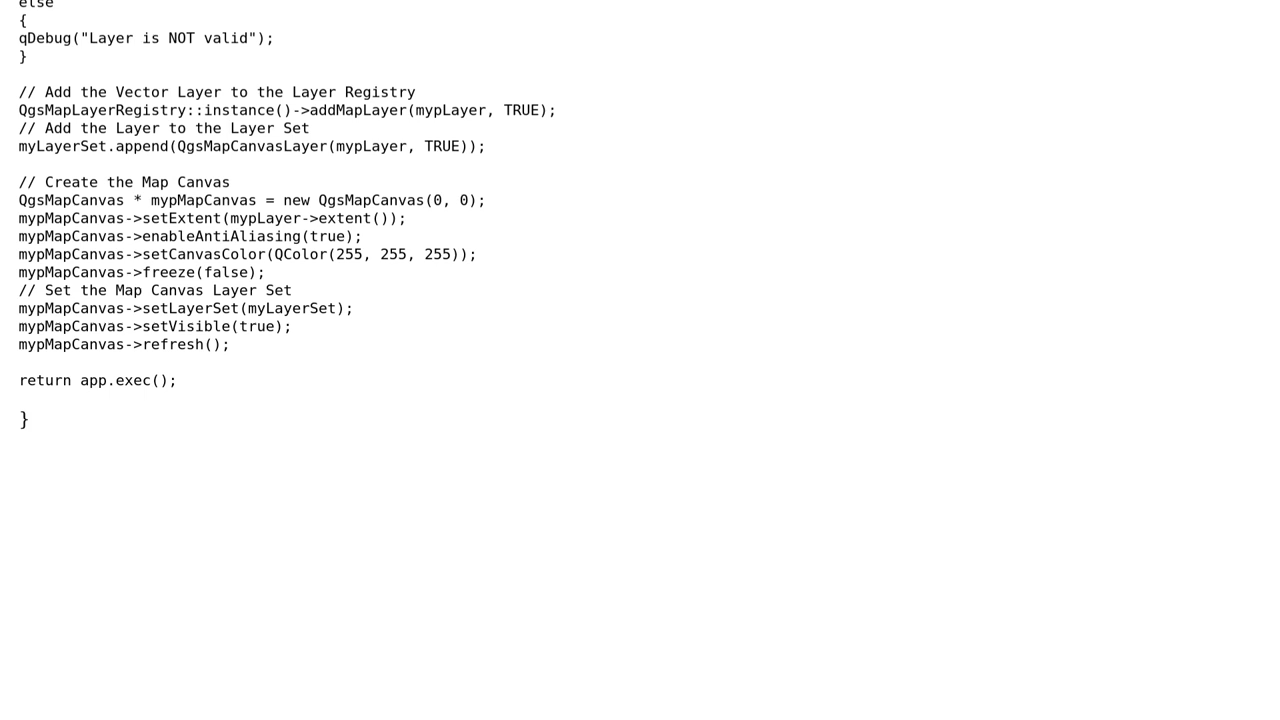 else
{
qDebug("Layer is NOT valid");
}
// Add the Vector Layer to the Layer Registry
QgsMapLayerRegistry::instance()->addMapLayer(mypLayer, TRUE);
// Add the Layer to the Layer Set
myLayerSet.append(QgsMapCanvasLayer(mypLayer, TRUE));
// Create the Map Canvas
QgsMapCanvas * mypMapCanvas = new QgsMapCanvas(0, 0);
mypMapCanvas->setExtent(mypLayer->extent());
mypMapCanvas->enableAntiAliasing(true);
mypMapCanvas->setCanvasColor(QColor(255, 255, 255));
mypMapCanvas->freeze(false);
// Set the Map Canvas Layer Set
mypMapCanvas->setLayerSet(myLayerSet);
mypMapCanvas->setVisible(true);
mypMapCanvas->refresh();
return app.exec();
}